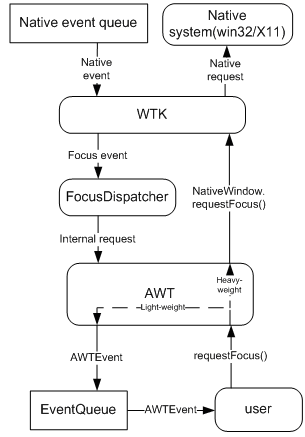 Native event queue
Native
system(win32/X11)
Native
event
Native
request
WTK
Focus event
NativeWindow.
requestFocus()
FocusDispatcher
Internal request
Heavy-
weight
AWT
Light-weight
AWTEvent
requestFocus()
EventQueue
AWTEvent
user